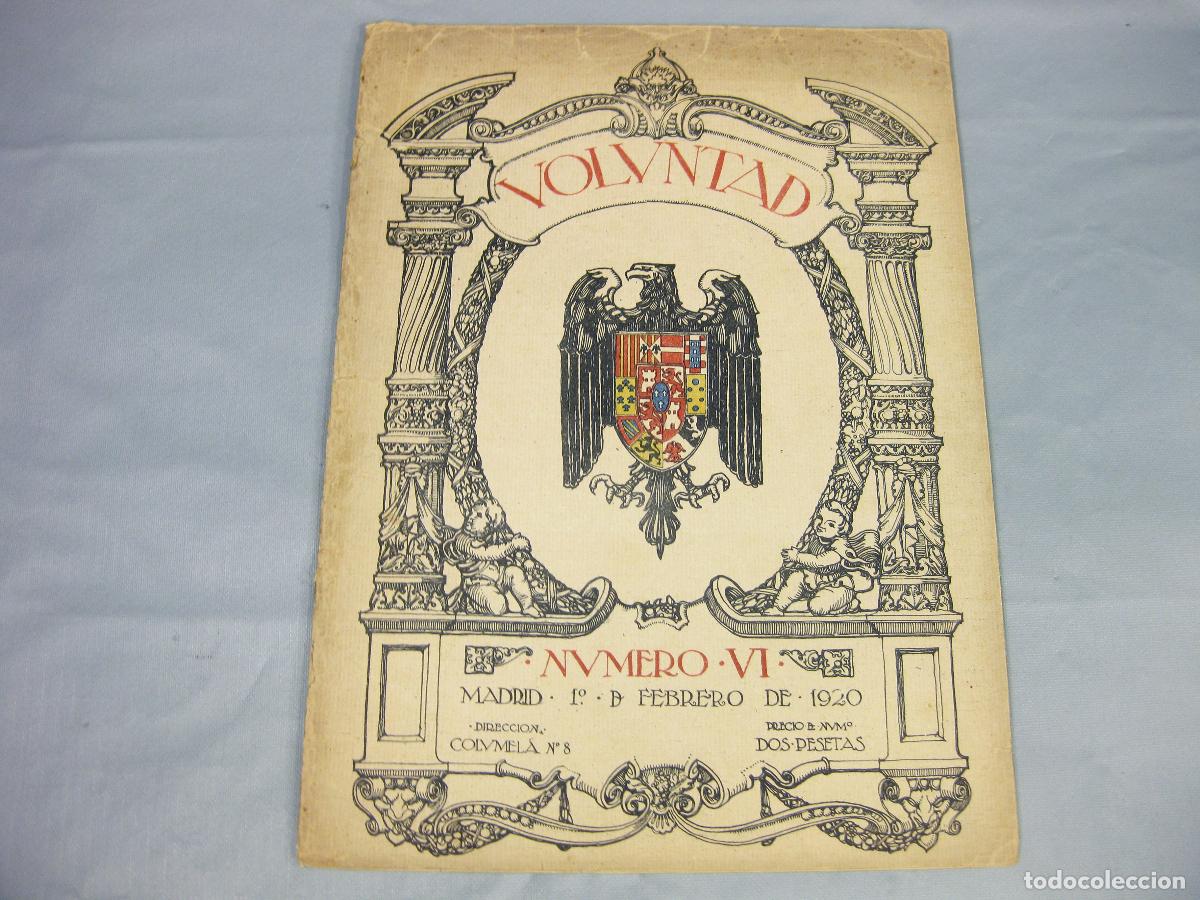 VOLVNTAD
· NVMERO · VI ·
MADRID · 1º · D FEBRERO DE · 1920
· DIRECCION ·
COLVMELA Nº 8
PRECIO D NVMº
DOS · PESETAS
todocoleccion